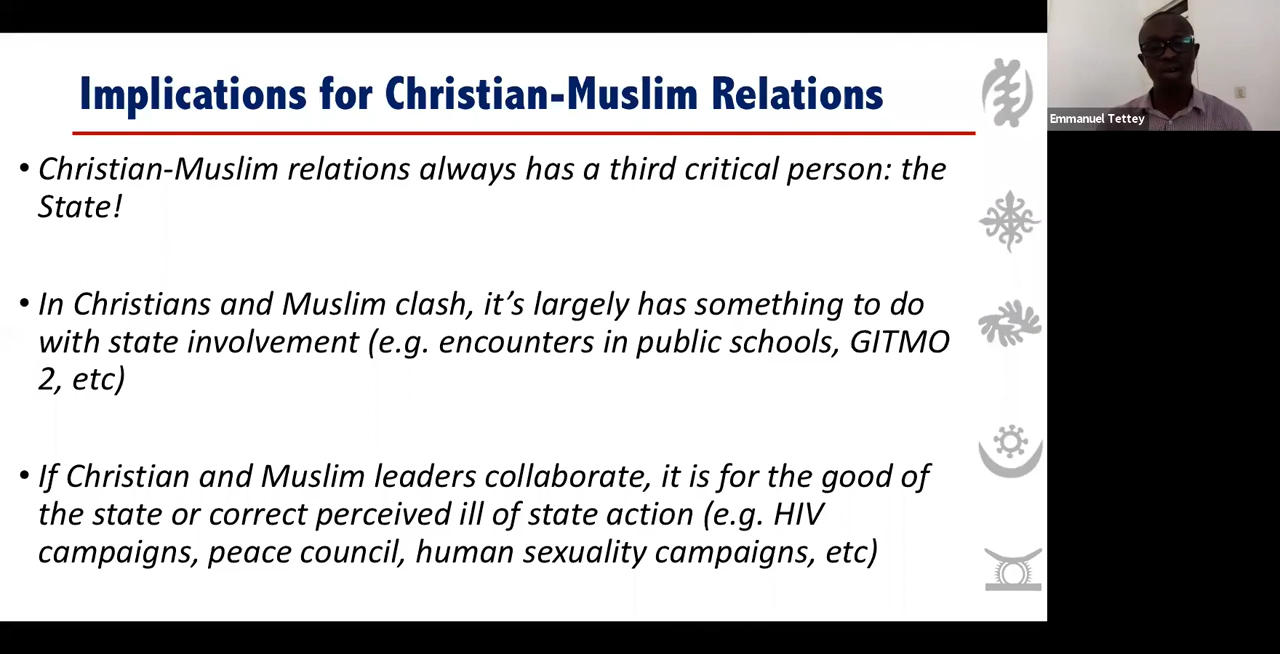 Implications for Christian-Muslim Relations
Emmanuel Tettey
• Christian-Muslim relations always has a third critical person: the
State!
• In Christians and Muslim clash, it’s largely has something to do
with state involvement (e.g. encounters in public schools, GITMO
2, etc)
• If Christian and Muslim leaders collaborate, it is for the good of
the state or correct perceived ill of state action (e.g. HIV
campaigns, peace council, human sexuality campaigns, etc)